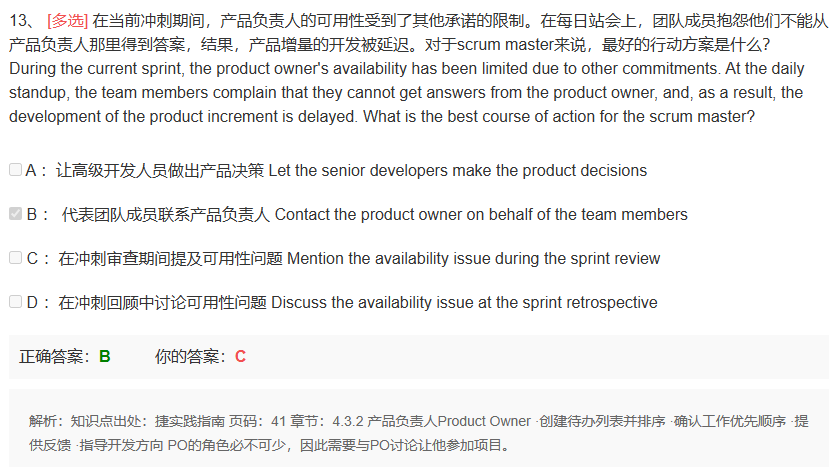 13、 [多选] 在当前冲刺期间，产品负责人的可用性受到了其他承诺的限制。在每日站会上，团队成员抱怨他们不能从
产品负责人那里得到答案，结果，产品增量的开发被延迟。对于scrum master来说，最好的行动方案是什么？
During the current sprint, the product owner's availability has been limited due to other commitments. At the daily
standup, the team members complain that they cannot get answers from the product owner, and, as a result, the
development of the product increment is delayed. What is the best course of action for the scrum master?
A： 让高级开发人员做出产品决策 Let the senior developers make the product decisions
B： 代表团队成员联系产品负责人 Contact the product owner on behalf of the team members
C： 在冲刺审查期间提及可用性问题 Mention the availability issue during the sprint review
D： 在冲刺回顾中讨论可用性问题 Discuss the availability issue at the sprint retrospective
正确答案：B 你的答案：C
解析：知识点出处：捷实践指南 页码：41 章节：4.3.2 产品负责人Product Owner ·创建待办列表并排序 ·确认工作优先顺序 ·提
供反馈 ·指导开发方向 PO的角色必不可少，因此需要与PO讨论让他参加项目。